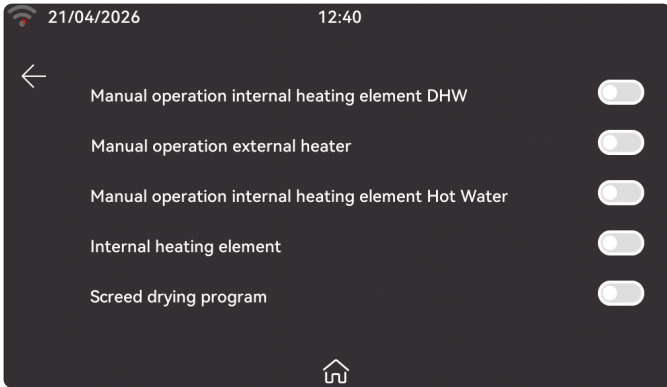 21/04/2026 12:40
Manual operation internal heating element DHW
Manual operation external heater
Manual operation internal heating element Hot Water
Internal heating element
Screed drying program